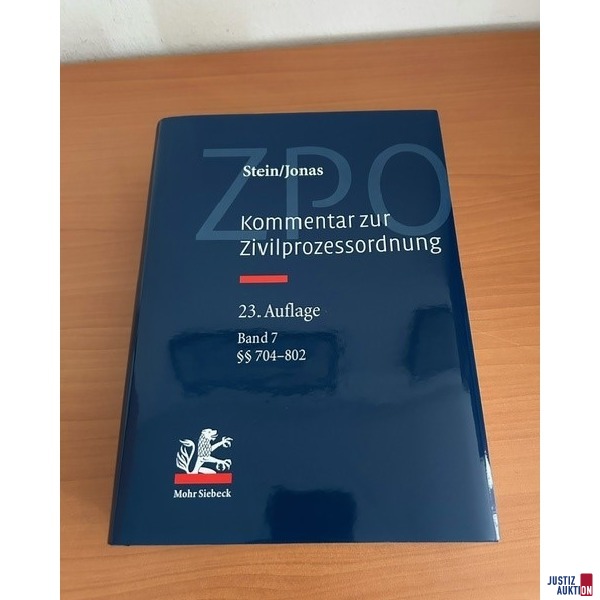 ZPO
Stein/Jonas
Kommentar zur
Zivilprozessordnung
23. Auflage
Band 7
§§ 704–802
Mohr Siebeck
JUSTIZ
AUKTION